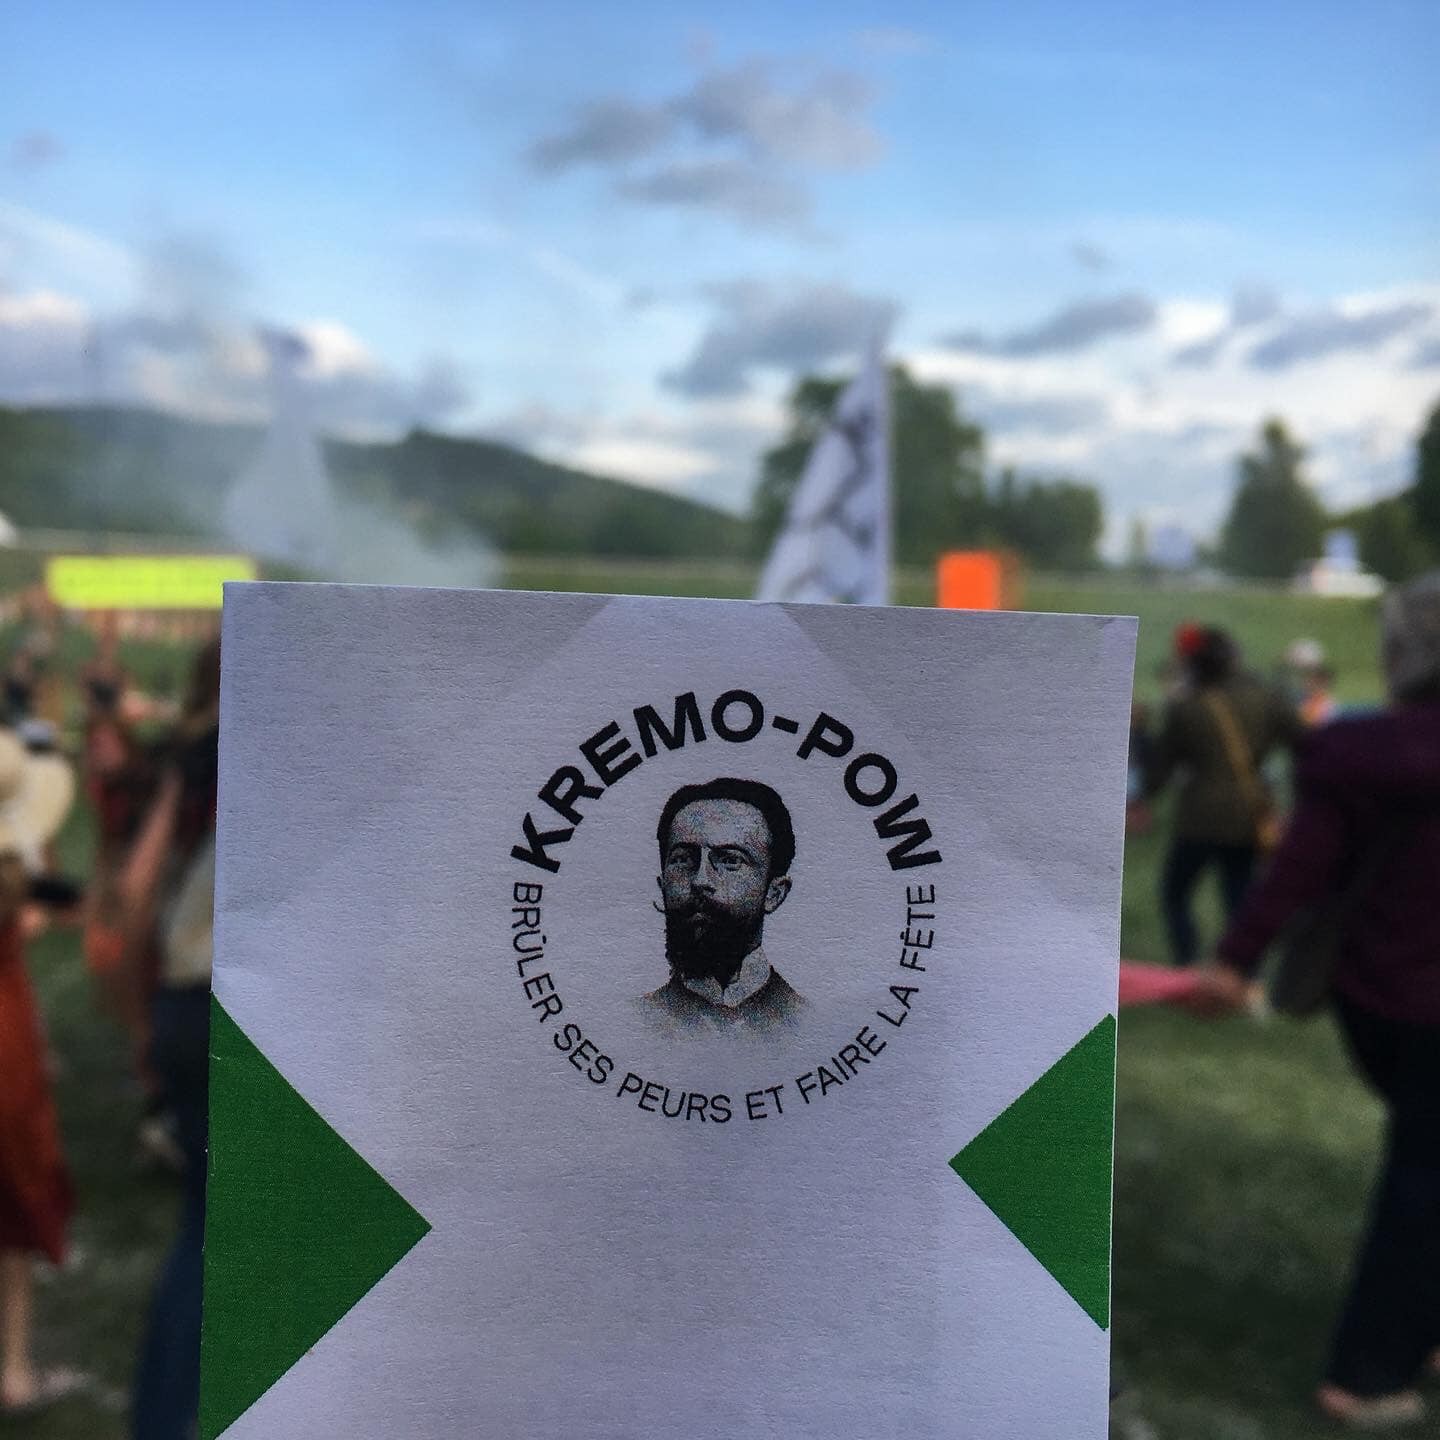 KREMO-POW
BRÛLER SES PEURS ET FAIRE LA FÊTE